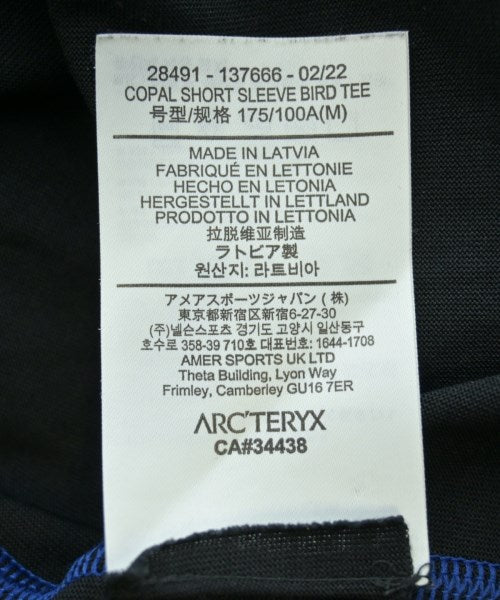 28491 - 137666 - 02/22
COPAL SHORT SLEEVE BIRD TEE
号型/规格 175/100A(M)
MADE IN LATVIA
FABRIQUÉ EN LETTONIE
HECHO EN LETONIA
HERGESTELLT IN LETTLAND
PRODOTTO IN LETTONIA
拉脱维亚制造
ラトビア製
원산지: 라트비아
アメアスポーツジャパン (株)
東京都新宿区新宿6-27-30
(주)넬슨스포츠 경기도 고양시 일산동구
호수로 358-39 710호 대표번호: 1644-1708
AMER SPORTS UK LTD
Theta Building, Lyon Way
Frimley, Camberley GU16 7ER
ARC'TERYX
CA#34438